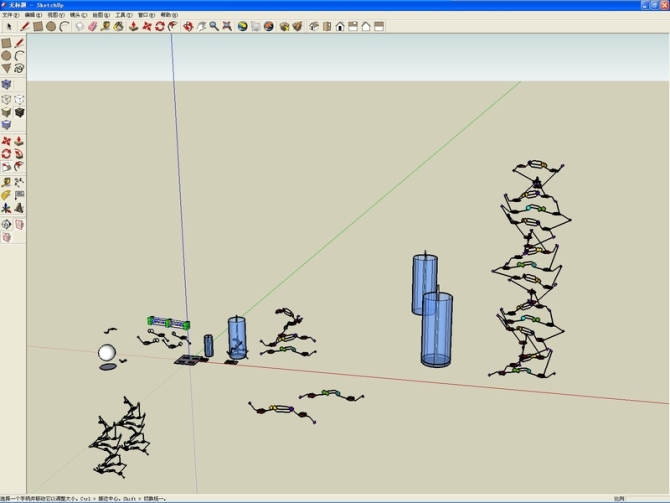 无标题 - SketchUp
文件(F) 编辑(E) 视图(V) 镜头(C) 绘图(R) 工具(T) 窗口(W) 帮助(H)
选择一个手柄并移动它以调整大小。Ctrl = 接近中心。Shift = 切换统一。
比例